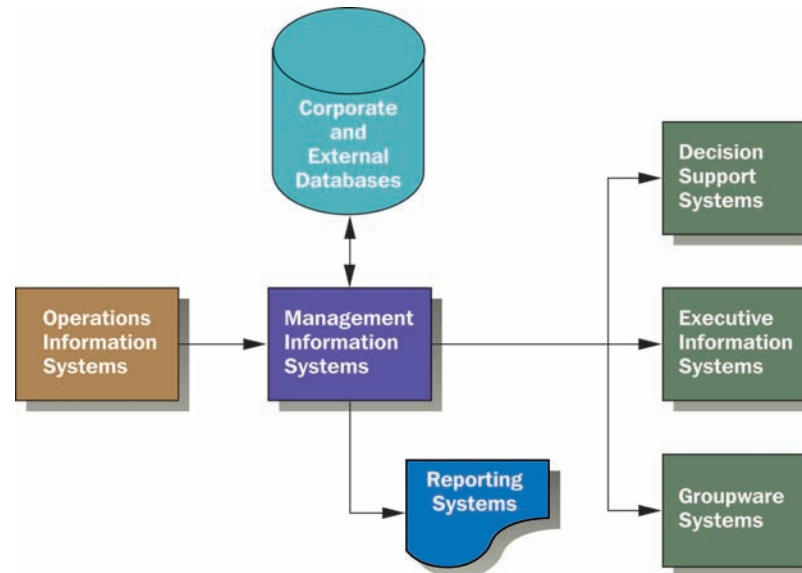 Corporate
and
External
Databases
Decision
Support
Systems
Operations
Information
Systems
Management
Information
Systems
Executive
Information
Systems
Reporting
Systems
Groupware
Systems